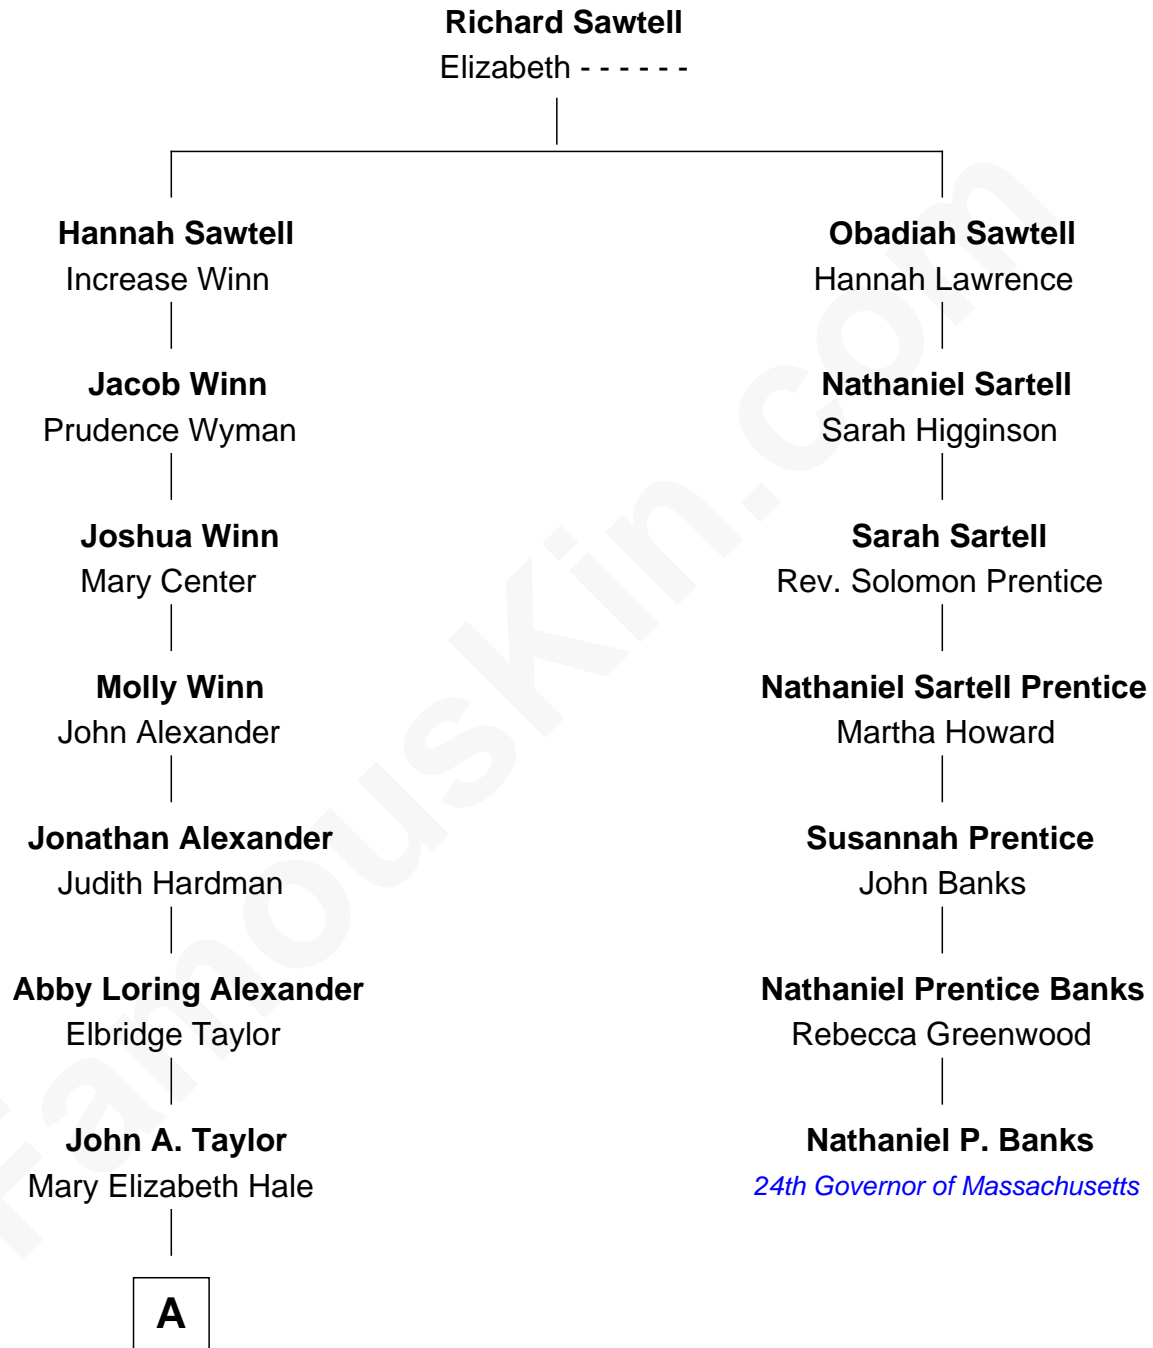 Richard Sawtell
Elizabeth - - - - - -
Hannah Sawtell
Increase Winn
Jacob Winn
Prudence Wyman
Joshua Winn
Mary Center
Molly Winn
John Alexander
Jonathan Alexander
Judith Hardman
Abby Loring Alexander
Elbridge Taylor
John A. Taylor
Mary Elizabeth Hale
A
Obadiah Sawtell
Hannah Lawrence
Nathaniel Sartell
Sarah Higginson
Sarah Sartell
Rev. Solomon Prentice
Nathaniel Sartell Prentice
Martha Howard
Susannah Prentice
John Banks
Nathaniel Prentice Banks
Rebecca Greenwood
Nathaniel P. Banks
24th Governor of Massachusetts
FamousKin.com